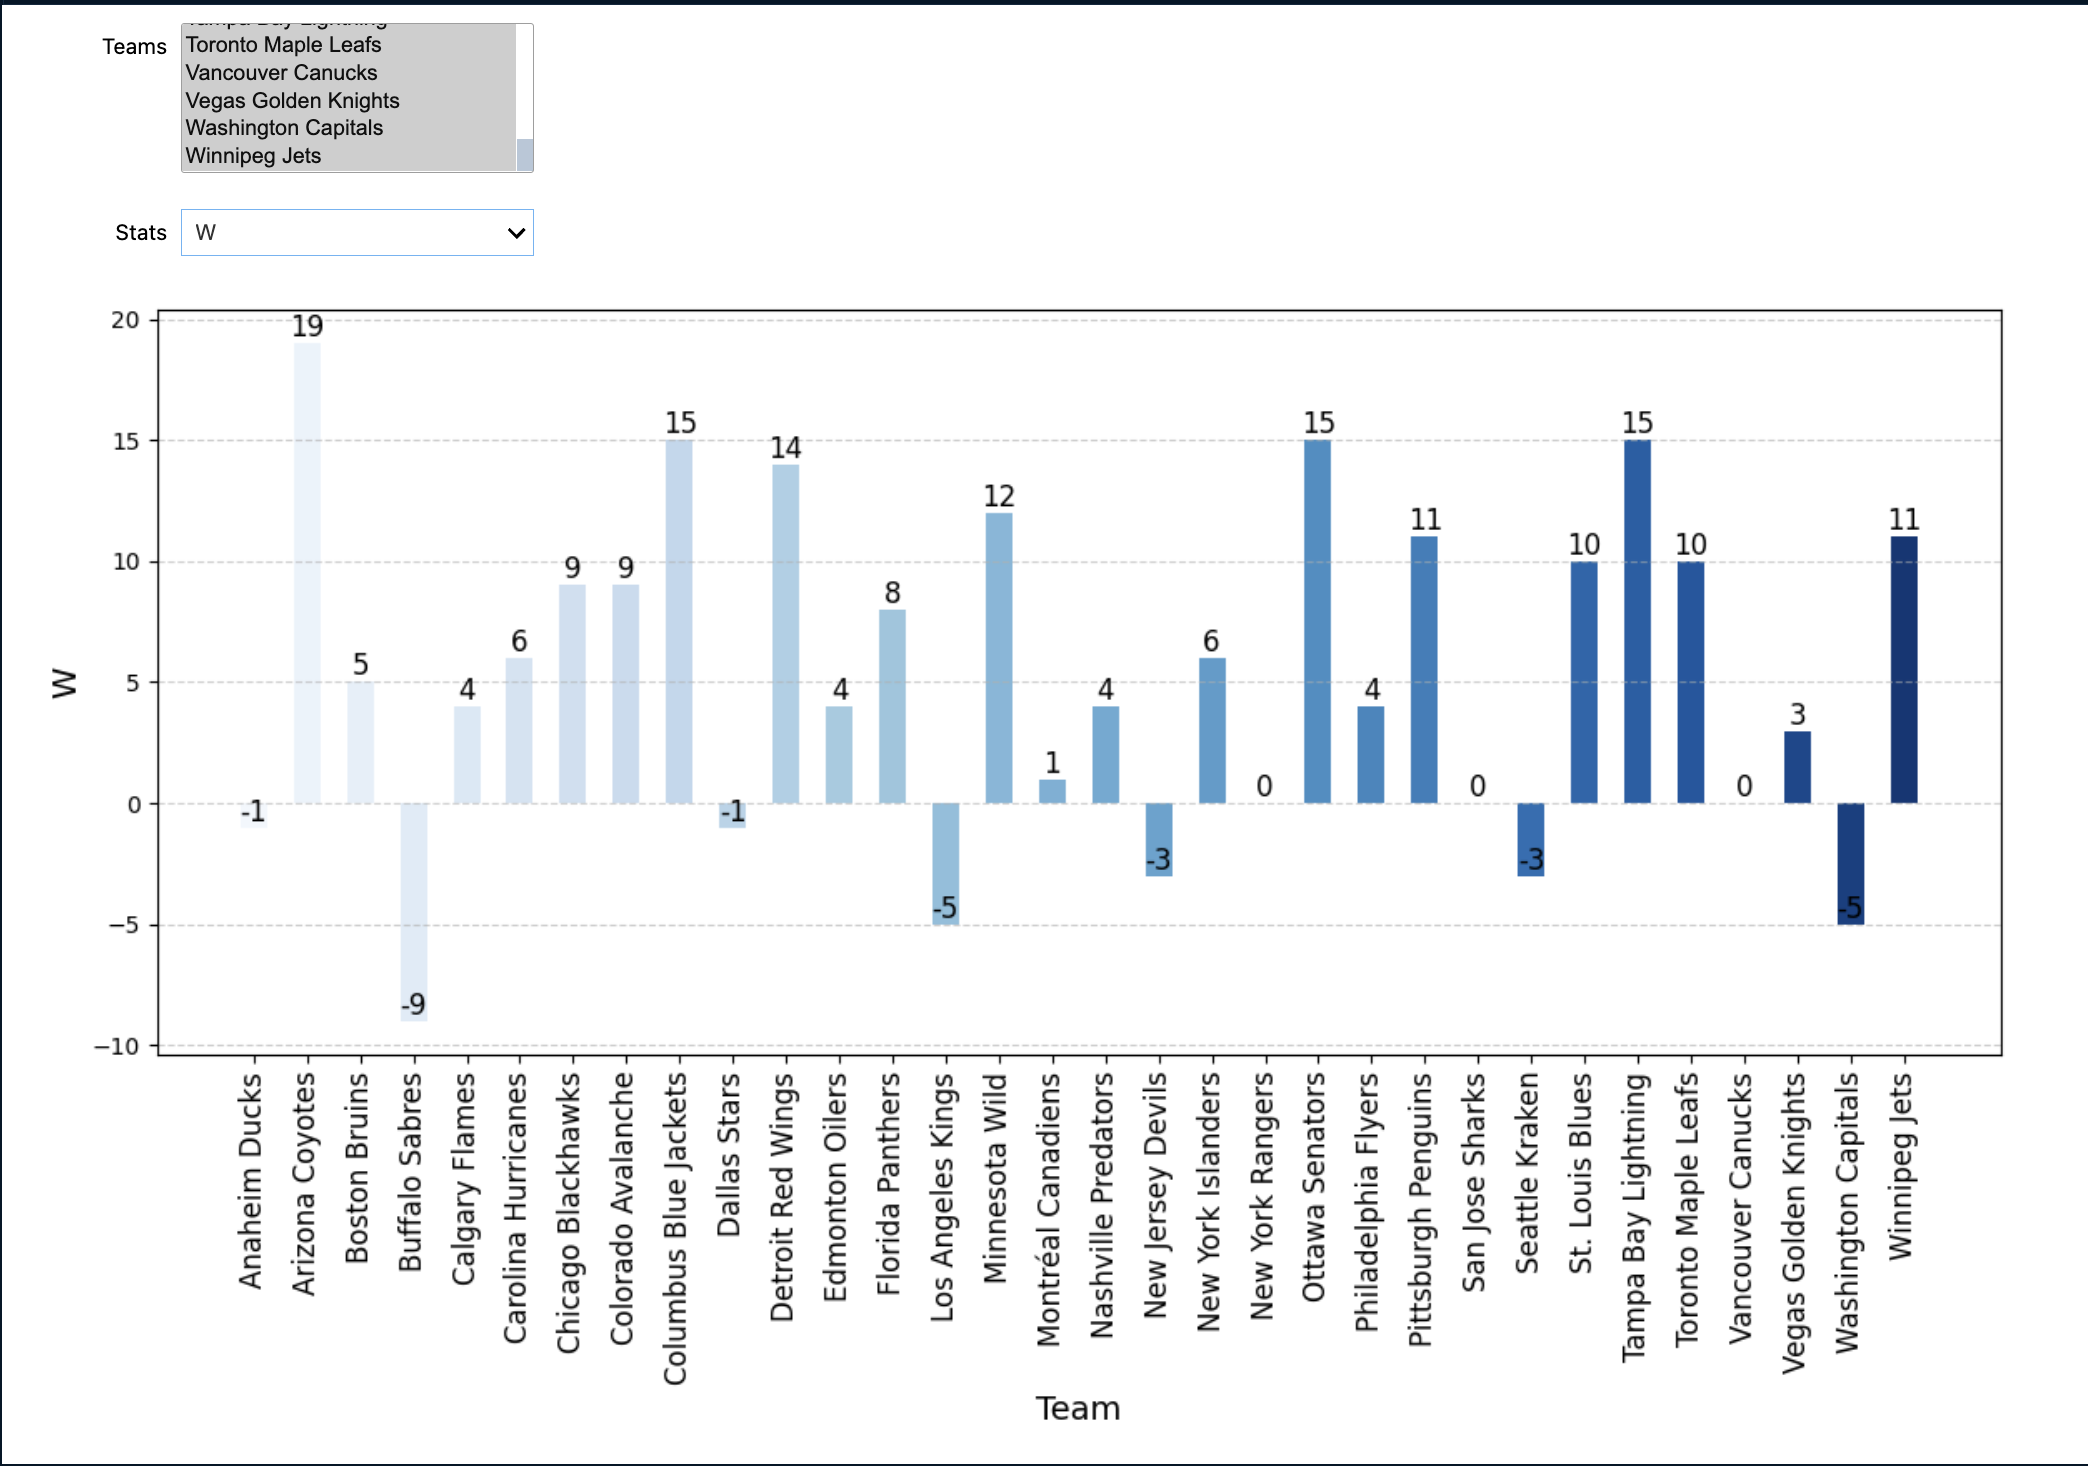 Tampa Bay Lightning
Teams
Toronto Maple Leafs
Vancouver Canucks
Vegas Golden Knights
Washington Capitals
Winnipeg Jets
Stats
W
20
15
10
5
0
−5
−10
W
-1
19
5
-9
4
6
9
9
15
-1
14
4
8
-5
12
1
4
-3
6
0
15
4
11
0
-3
10
15
10
0
3
-5
11
Anaheim Ducks
Arizona Coyotes
Boston Bruins
Buffalo Sabres
Calgary Flames
Carolina Hurricanes
Chicago Blackhawks
Colorado Avalanche
Columbus Blue Jackets
Dallas Stars
Detroit Red Wings
Edmonton Oilers
Florida Panthers
Los Angeles Kings
Minnesota Wild
Montréal Canadiens
Nashville Predators
New Jersey Devils
New York Islanders
New York Rangers
Ottawa Senators
Philadelphia Flyers
Pittsburgh Penguins
San Jose Sharks
Seattle Kraken
St. Louis Blues
Tampa Bay Lightning
Toronto Maple Leafs
Vancouver Canucks
Vegas Golden Knights
Washington Capitals
Winnipeg Jets
Team